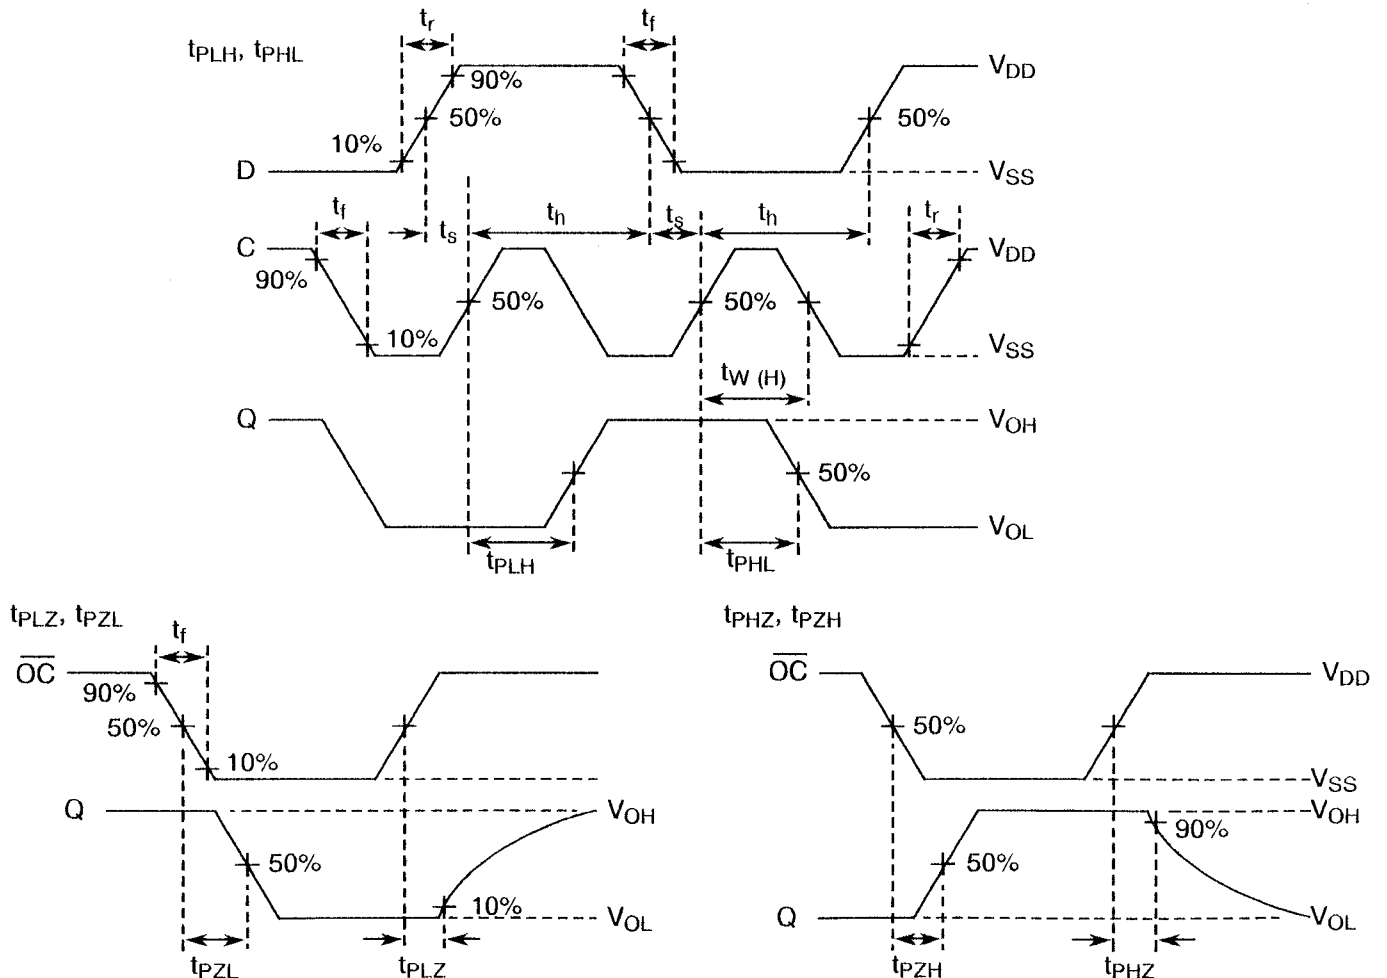 tPLH, tPHL
tr
tf
90%
VDD
50%
50%
10%
D
VSS
tf
ts
th
ts
th
tr
C
VDD
90%
50%
50%
10%
VSS
tW (H)
Q
VOH
50%
VOL
tPLH
tPHL
tPLZ, tPZL
tf
OC
90%
50%
10%
Q
VOH
50%
10%
VOL
tPZL
tPLZ
tPHZ, tPZH
OC
VDD
50%
VSS
VOH
90%
50%
Q
VOL
tPZH
tPHZ